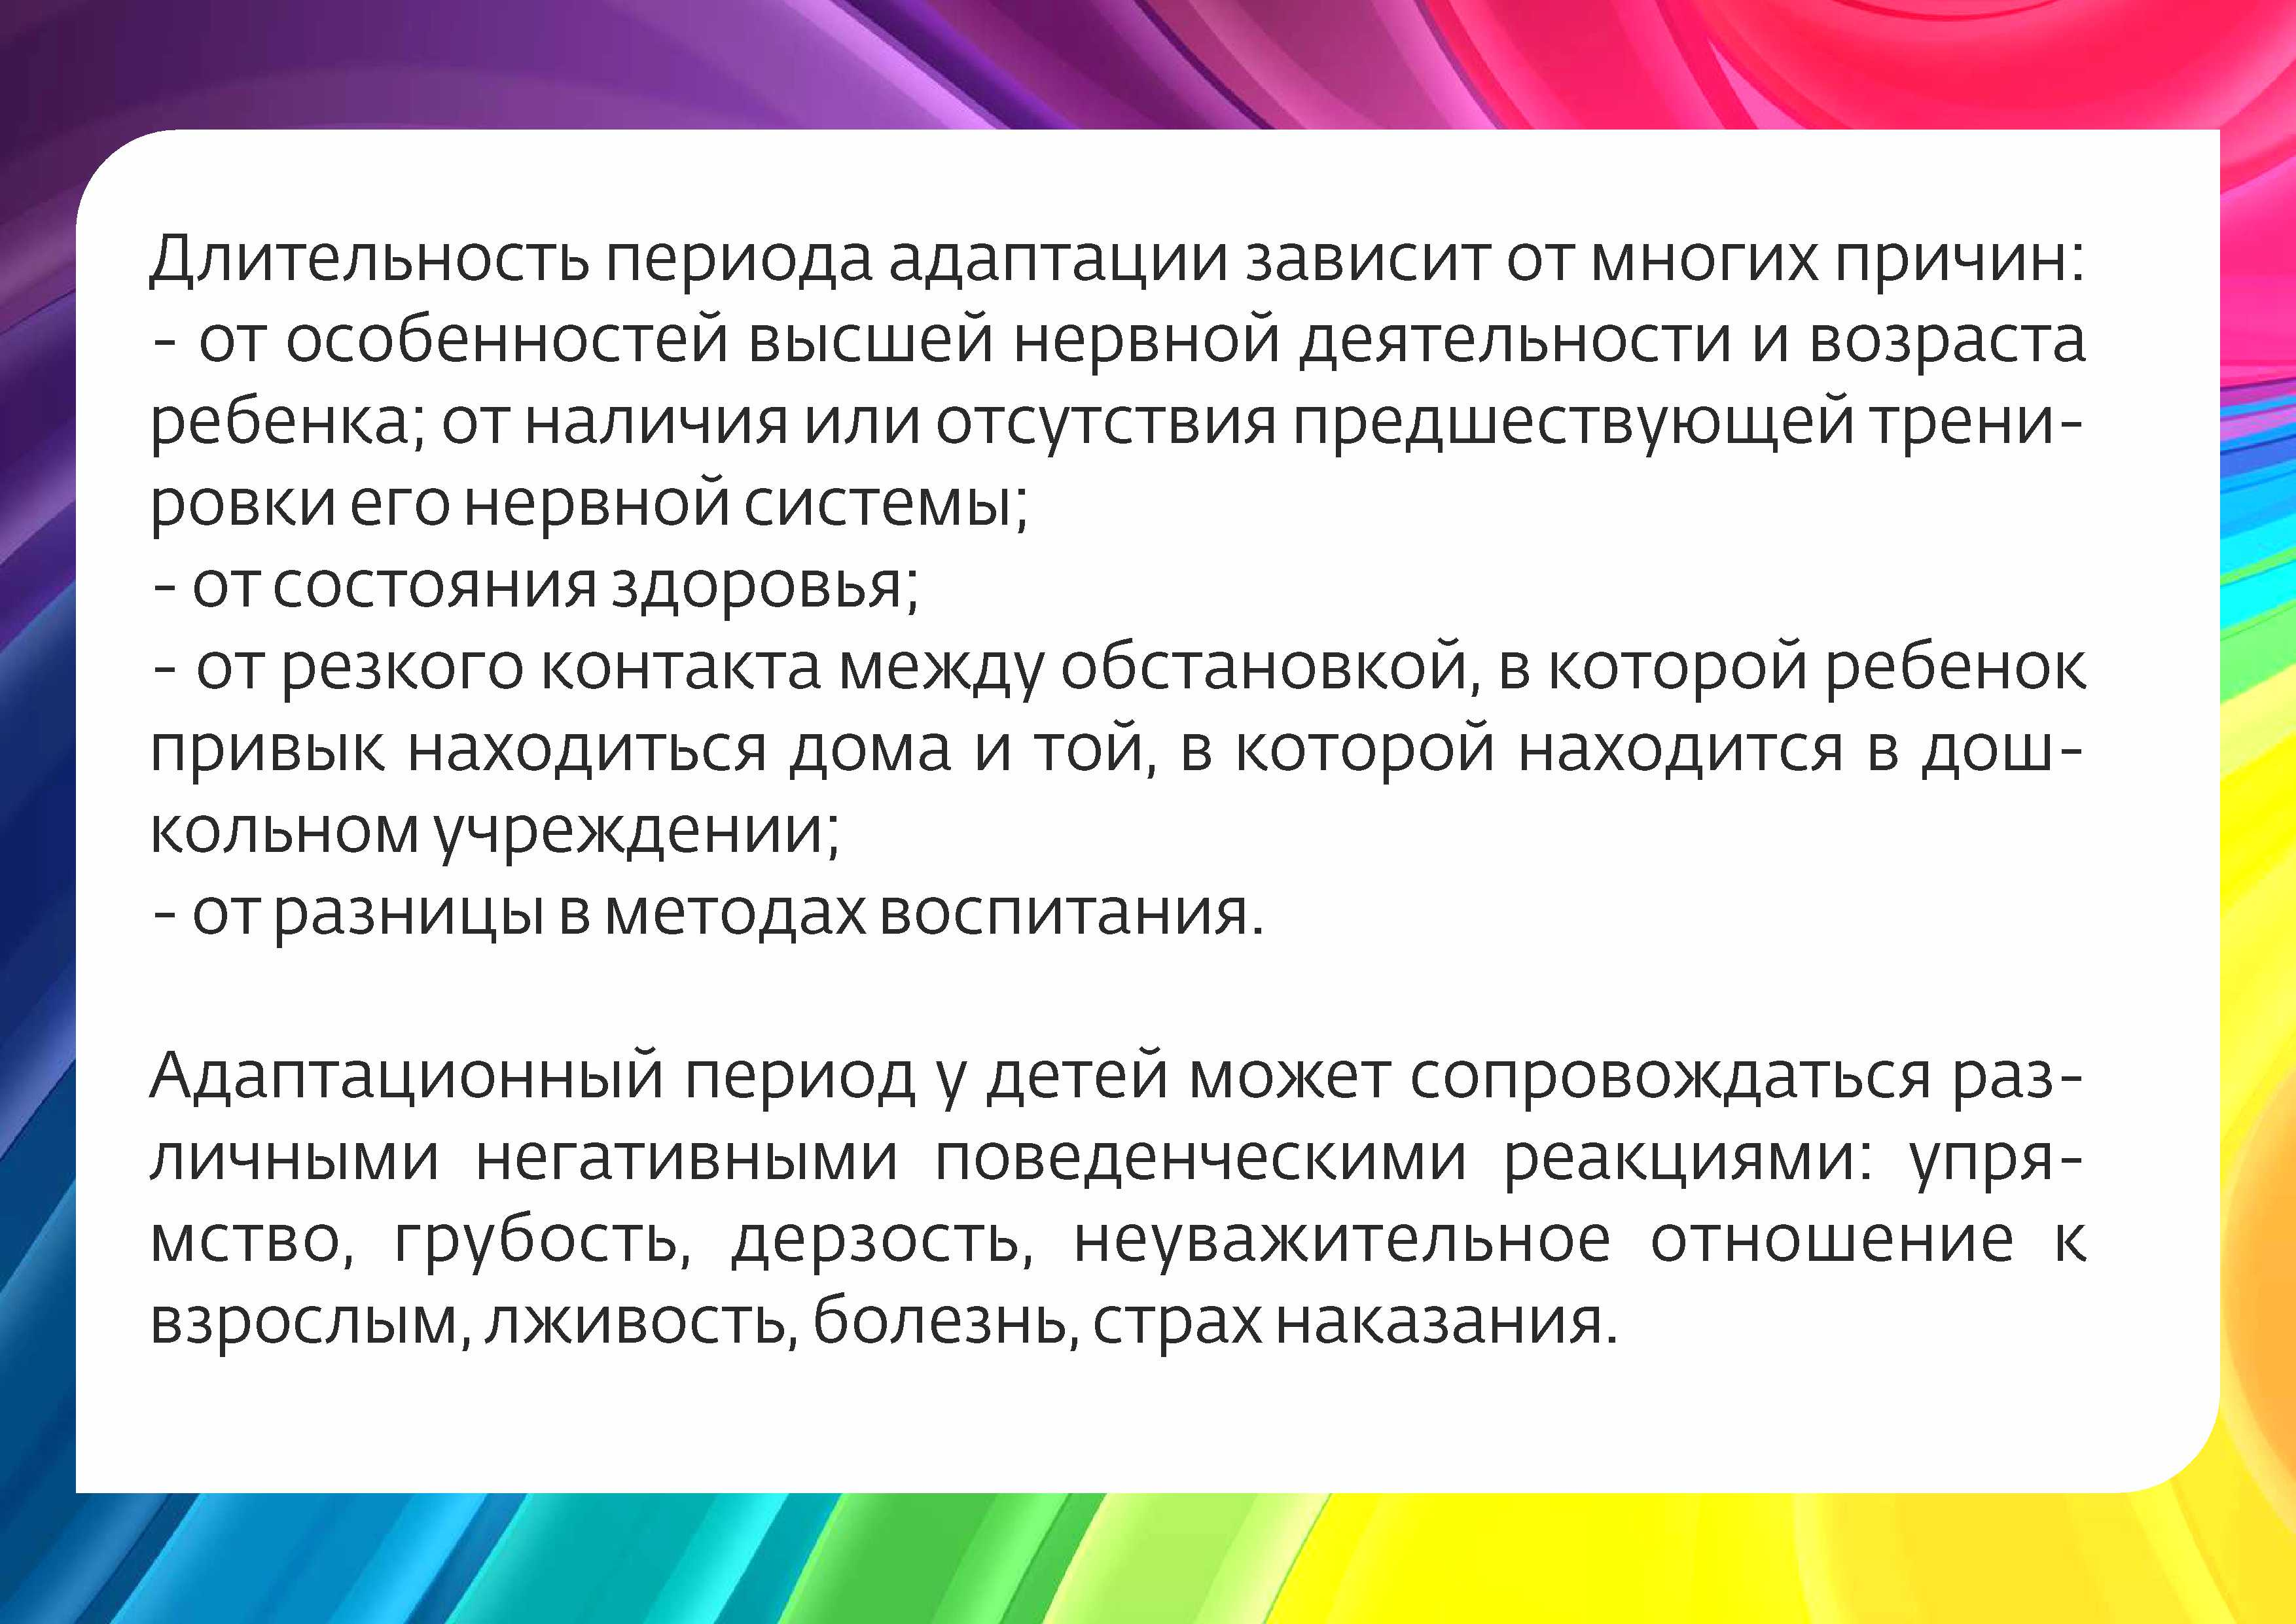 Длительность периода адаптации зависит от многих причин:
- от особенностей высшей нервной деятельности и возраста
ребенка; от наличия или отсутствия предшествующей трени-
ровки его нервной системы;
- от состояния здоровья;
- от резкого контакта между обстановкой, в которой ребенок
привык находиться дома и той, в которой находится в дош-
кольном учреждении;
- от разницы в методах воспитания.
Адаптационный период у детей может сопровождаться раз-
личными негативными поведенческими реакциями: упря-
мство, грубость, дерзость, неуважительное отношение к
взрослым, лживость, болезнь, страх наказания.